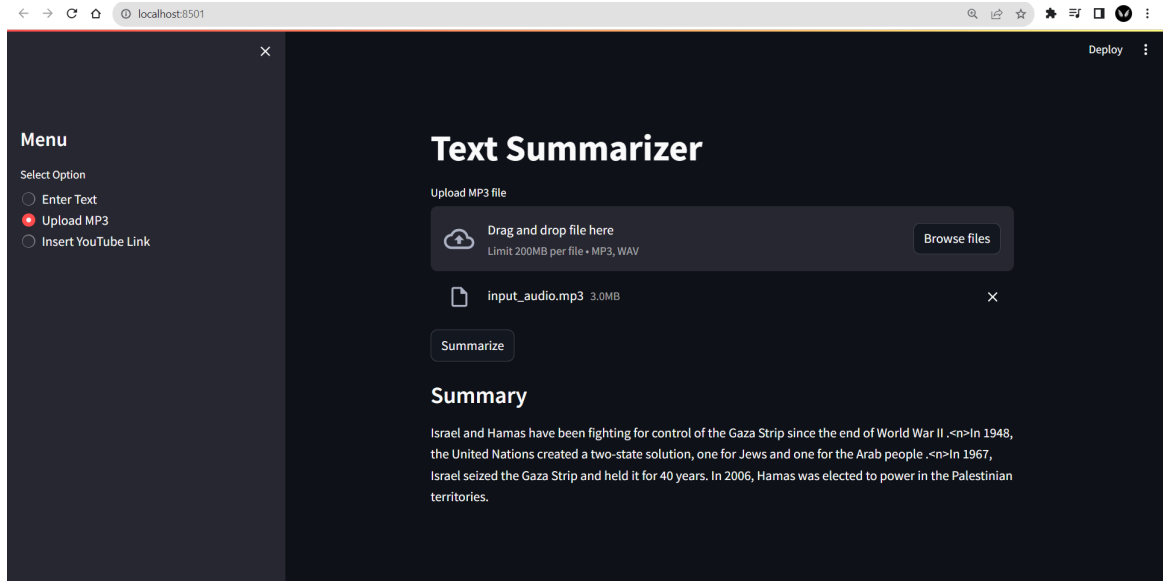 localhost:8501
Deploy
Menu
Select Option
Enter Text
Upload MP3
Insert YouTube Link
Text Summarizer
Upload MP3 file
Drag and drop file here
Limit 200MB per file • MP3, WAV
Browse files
input_audio.mp3 3.0MB
Summarize
Summary
Israel and Hamas have been fighting for control of the Gaza Strip since the end of World War II .<n>In 1948,
the United Nations created a two-state solution, one for Jews and one for the Arab people .<n>In 1967,
Israel seized the Gaza Strip and held it for 40 years. In 2006, Hamas was elected to power in the Palestinian
territories.